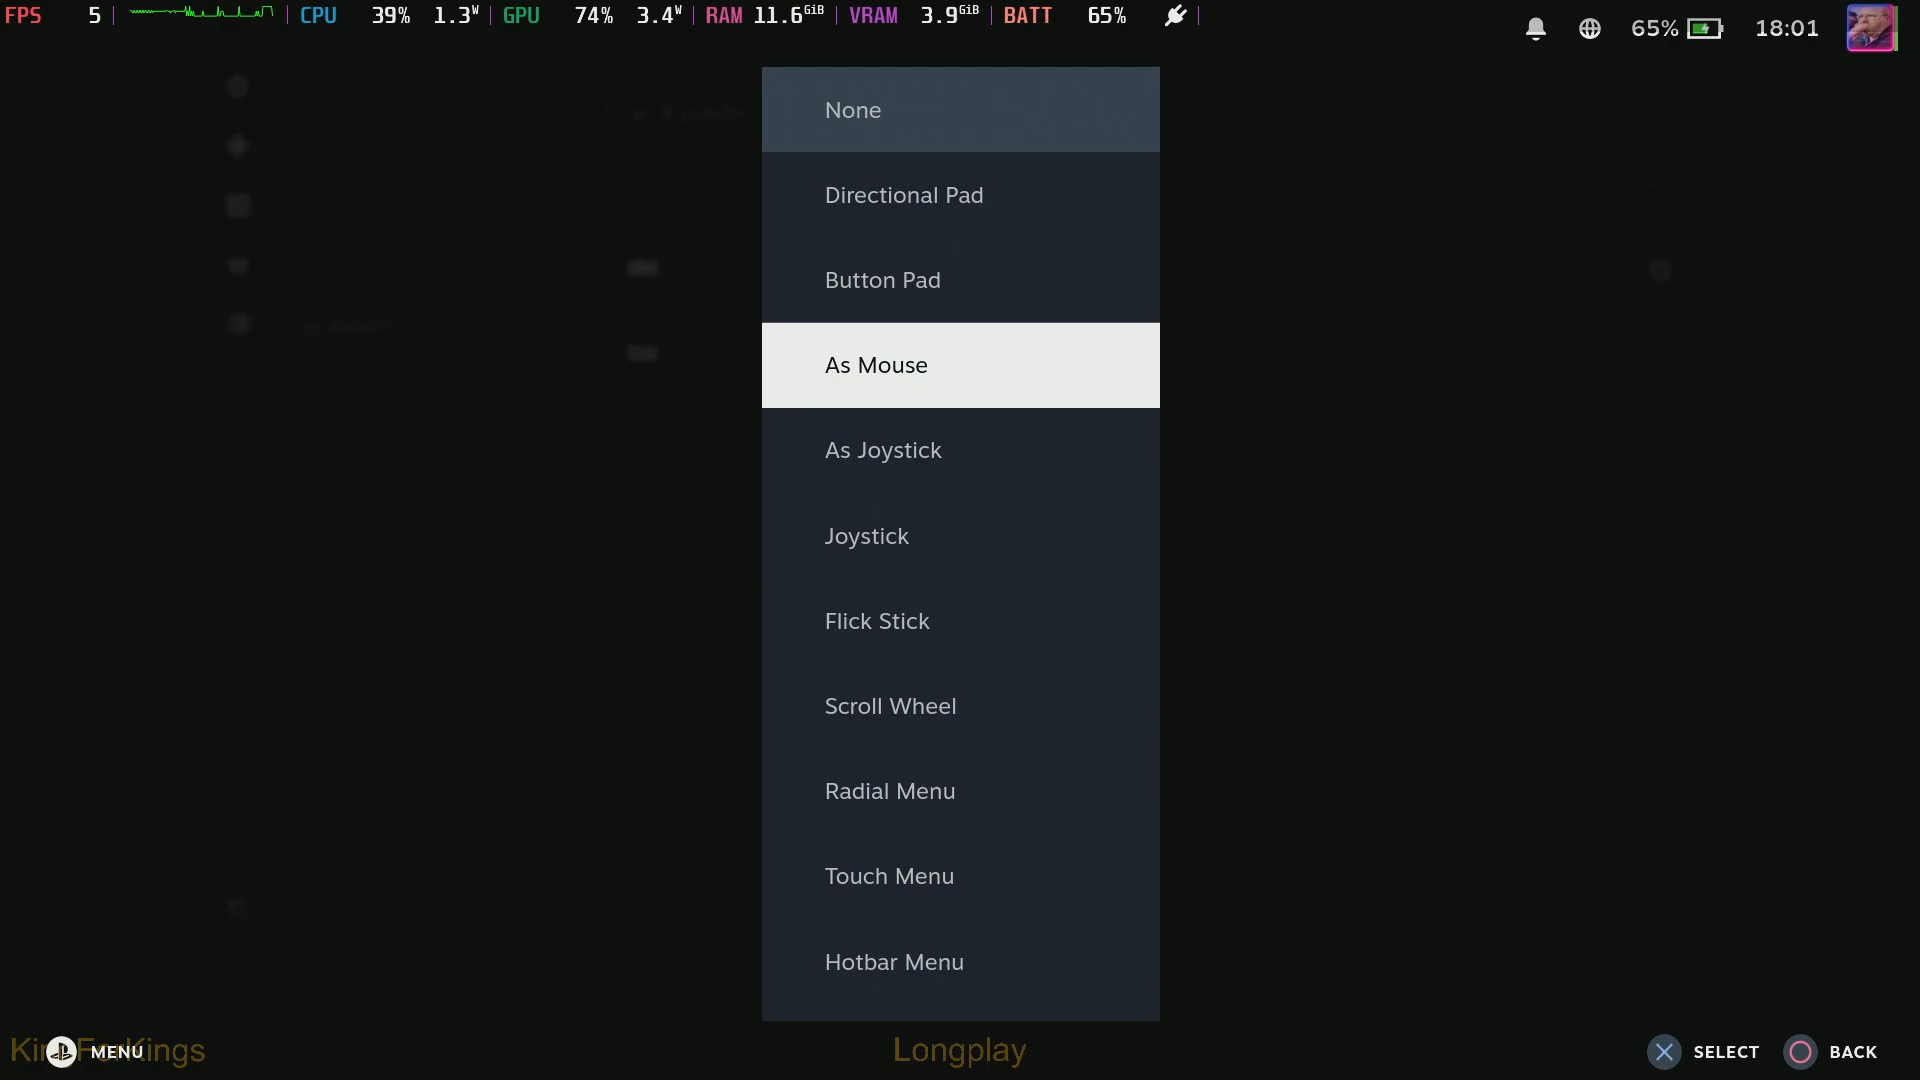 FPS 5 CPU 39% 1.3W GPU 74% 3.4W RAM 11.6GiB VRAM 3.9GiB BATT 65%
65% 18:01
None
Directional Pad
Button Pad
As Mouse
As Joystick
Joystick
Flick Stick
Scroll Wheel
Radial Menu
Touch Menu
Hotbar Menu
KingForKings
MENU
Longplay
SELECT
BACK